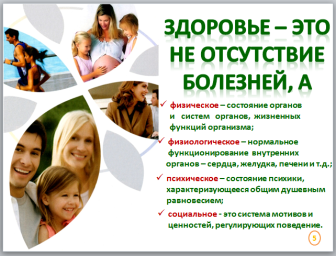 ЗДОРОВЬЕ – ЭТО
НЕ ОТСУТСТВИЕ
БОЛЕЗНЕЙ, А
✓ физическое – состояние органов
и систем органов, жизненных
функций организма;
✓ физиологическое – нормальное
функционирование внутренних
органов – сердца, желудка, печени и т.д.;
✓ психическое – состояние психики,
характеризующееся общим душевным
равновесием;
✓ социальное - это система мотивов и
ценностей, регулирующих поведение.
5